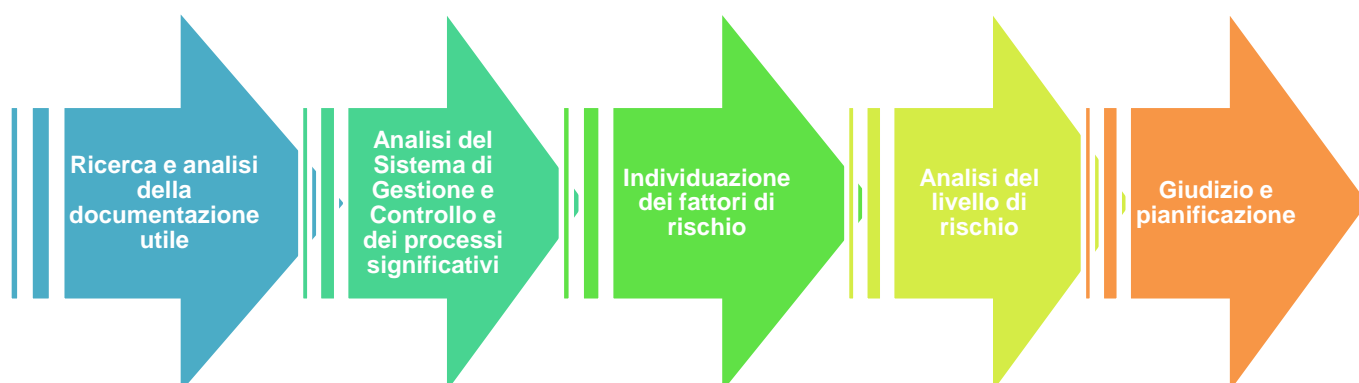 Ricerca e analisi
della
documentazione
utile
Analisi del
Sistema di
Gestione e
Controllo e
dei processi
significativi
Individuazione
dei fattori di
rischio
Analisi del
livello di
rischio
Giudizio e
pianificazione